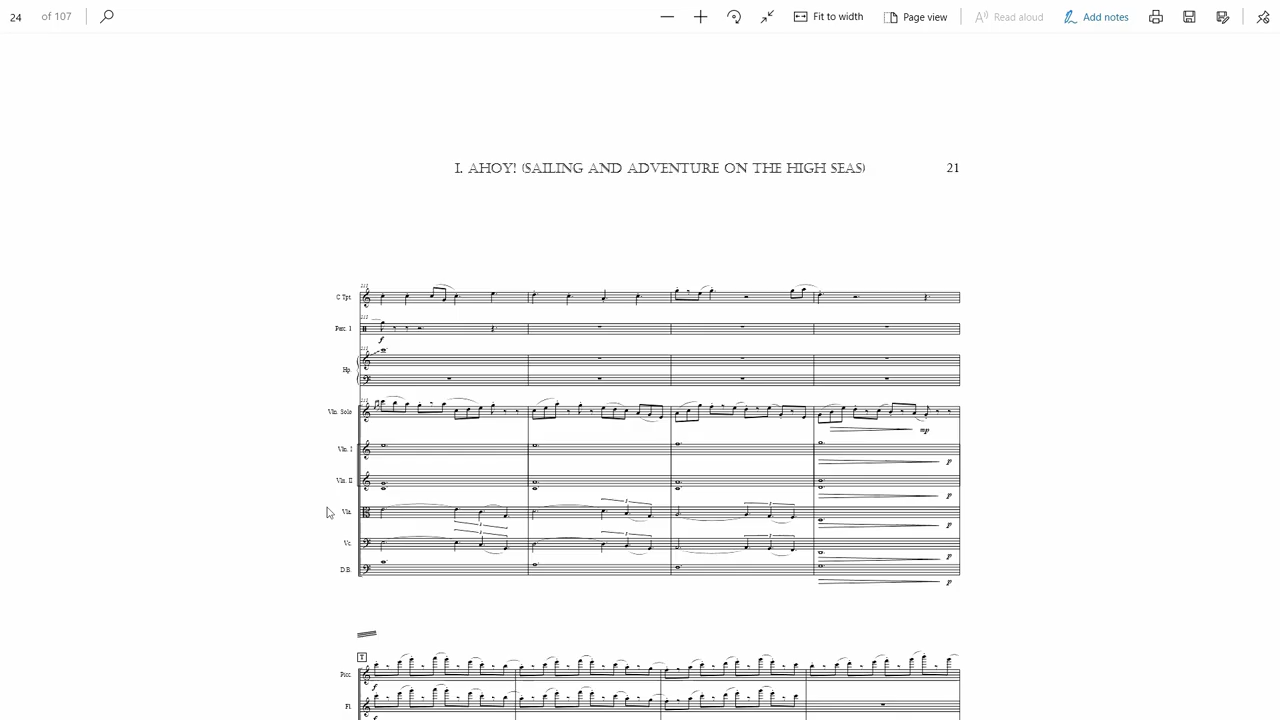 24 of 107 Fit to width Page view Read aloud Add notes
I. AHOY! (SAILING AND ADVENTURE ON THE HIGH SEAS) 21
C Tpt.
Perc. 1
f
Hp.
Vln. Solo
mp
Vln. I
p
Vln. II
p
Vla.
p
Vc.
p
D.B.
p
T
Picc.
f
Fl.